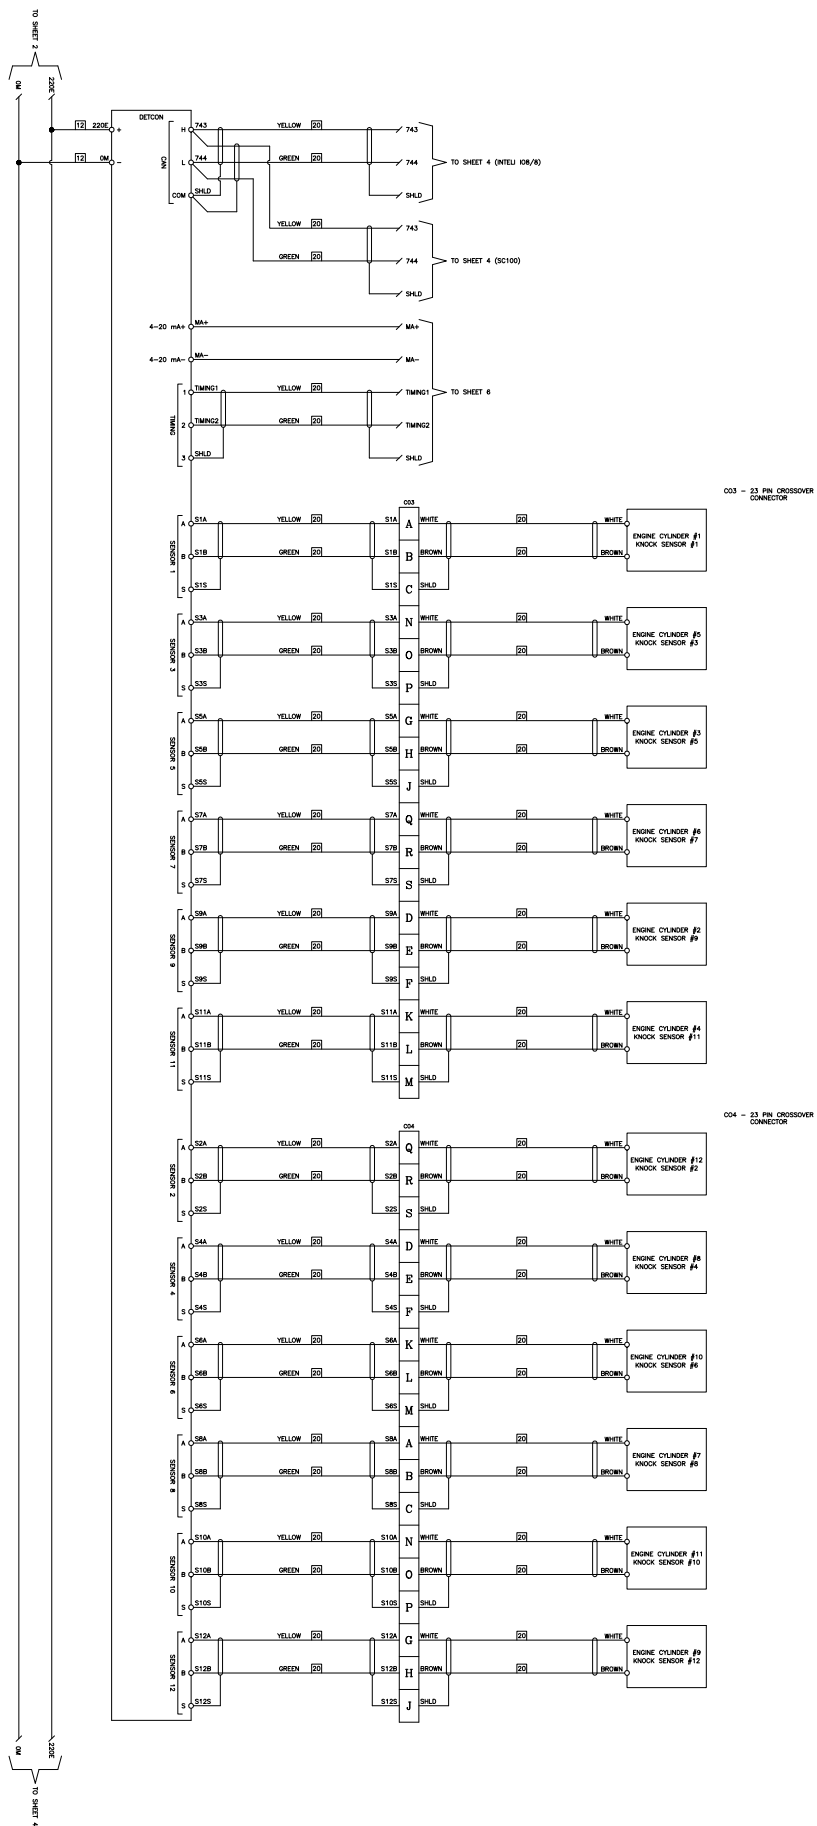 TO SHEET 2
0M
220E
DETCON
12 220E +
12 0M -
CAN
H 743 YELLOW 20 743
L 744 GREEN 20 744 TO SHEET 4 (INTELI IO8/8)
COM SHLD SHLD
YELLOW 20 743
GREEN 20 744 TO SHEET 4 (SC100)
SHLD
4-20 mA+ MA+ MA+
4-20 mA- MA- MA-
TIMING
1 TIMING1 YELLOW 20 TIMING1 TO SHEET 6
2 TIMING2 GREEN 20 TIMING2
3 SHLD SHLD
CO3 - 23 PIN CROSSOVER
CONNECTOR
CO3
SENSOR 1
A S1A YELLOW 20 S1A A WHITE 20 WHITE
B S1B GREEN 20 S1B B BROWN 20 BROWN
S S1S S1S C SHLD
ENGINE CYLINDER #1
KNOCK SENSOR #1
SENSOR 3
A S3A YELLOW 20 S3A N WHITE 20 WHITE
B S3B GREEN 20 S3B O BROWN 20 BROWN
S S3S S3S P SHLD
ENGINE CYLINDER #5
KNOCK SENSOR #3
SENSOR 5
A S5A YELLOW 20 S5A G WHITE 20 WHITE
B S5B GREEN 20 S5B H BROWN 20 BROWN
S S5S S5S J SHLD
ENGINE CYLINDER #3
KNOCK SENSOR #5
SENSOR 7
A S7A YELLOW 20 S7A Q WHITE 20 WHITE
B S7B GREEN 20 S7B R BROWN 20 BROWN
S S7S S7S S SHLD
ENGINE CYLINDER #6
KNOCK SENSOR #7
SENSOR 9
A S9A YELLOW 20 S9A D WHITE 20 WHITE
B S9B GREEN 20 S9B E BROWN 20 BROWN
S S9S S9S F SHLD
ENGINE CYLINDER #2
KNOCK SENSOR #9
SENSOR 11
A S11A YELLOW 20 S11A K WHITE 20 WHITE
B S11B GREEN 20 S11B L BROWN 20 BROWN
S S11S S11S M SHLD
ENGINE CYLINDER #4
KNOCK SENSOR #11
CO4 - 23 PIN CROSSOVER
CONNECTOR
CO4
SENSOR 2
A S2A YELLOW 20 S2A Q WHITE 20 WHITE
B S2B GREEN 20 S2B R BROWN 20 BROWN
S S2S S2S S SHLD
ENGINE CYLINDER #12
KNOCK SENSOR #2
SENSOR 4
A S4A YELLOW 20 S4A D WHITE 20 WHITE
B S4B GREEN 20 S4B E BROWN 20 BROWN
S S4S S4S F SHLD
ENGINE CYLINDER #8
KNOCK SENSOR #4
SENSOR 6
A S6A YELLOW 20 S6A K WHITE 20 WHITE
B S6B GREEN 20 S6B L BROWN 20 BROWN
S S6S S6S M SHLD
ENGINE CYLINDER #10
KNOCK SENSOR #6
SENSOR 8
A S8A YELLOW 20 S8A A WHITE 20 WHITE
B S8B GREEN 20 S8B B BROWN 20 BROWN
S S8S S8S C SHLD
ENGINE CYLINDER #7
KNOCK SENSOR #8
SENSOR 10
A S10A YELLOW 20 S10A N WHITE 20 WHITE
B S10B GREEN 20 S10B O BROWN 20 BROWN
S S10S S10S P SHLD
ENGINE CYLINDER #11
KNOCK SENSOR #10
SENSOR 12
A S12A YELLOW 20 S12A G WHITE 20 WHITE
B S12B GREEN 20 S12B H BROWN 20 BROWN
S S12S S12S J SHLD
ENGINE CYLINDER #9
KNOCK SENSOR #12
0M
220E
TO SHEET 4